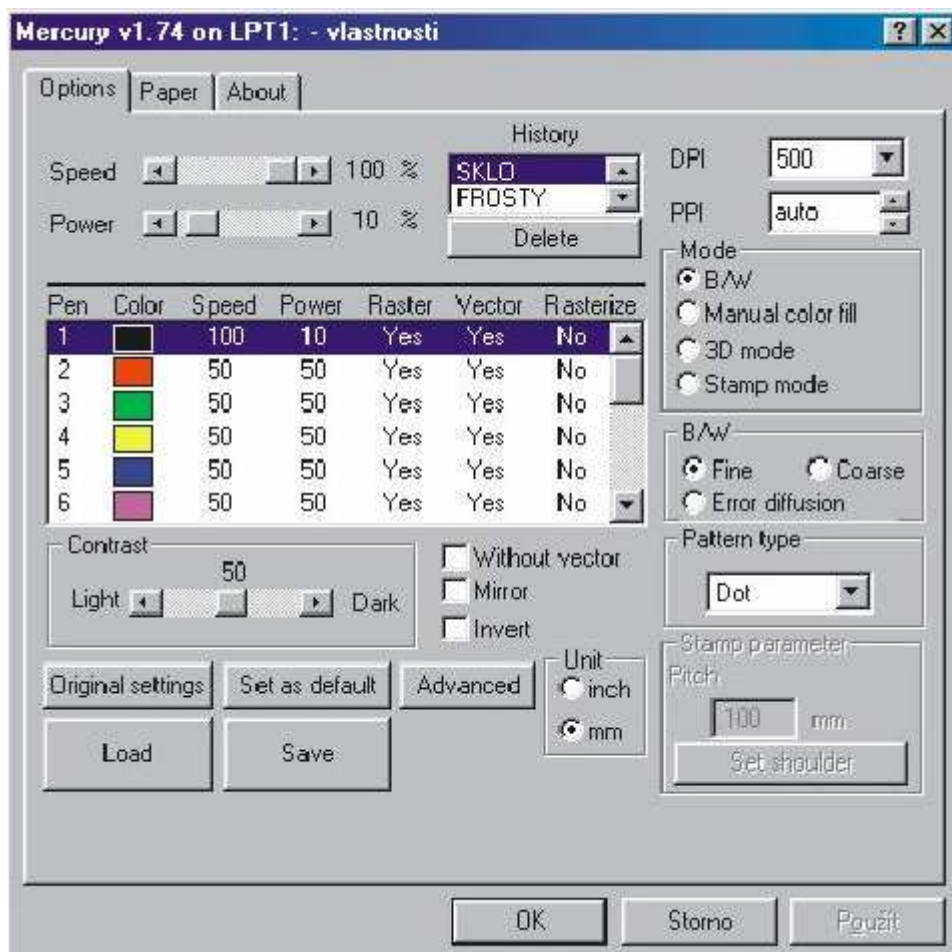 Mercury v1.74 on LPT1: - vlastnosti
Options Paper About
Speed 100 %
Power 10 %
History
SKLO
FROSTY
Delete
DPI 500
PPI auto
Mode
B/W
Manual color fill
3D mode
Stamp mode
Pen Color Speed Power Raster Vector Rasterize
1 100 10 Yes Yes No
2 50 50 Yes Yes No
3 50 50 Yes Yes No
4 50 50 Yes Yes No
5 50 50 Yes Yes No
6 50 50 Yes Yes No
B/W
Fine Coarse
Error diffusion
Contrast
50
Light Dark
Without vector
Mirror
Invert
Pattern type
Dot
Original settings Set as default Advanced
Load Save
Unit
inch
mm
Stamp parameter
Pitch
100 mm
Set shoulder
OK Storno Použít